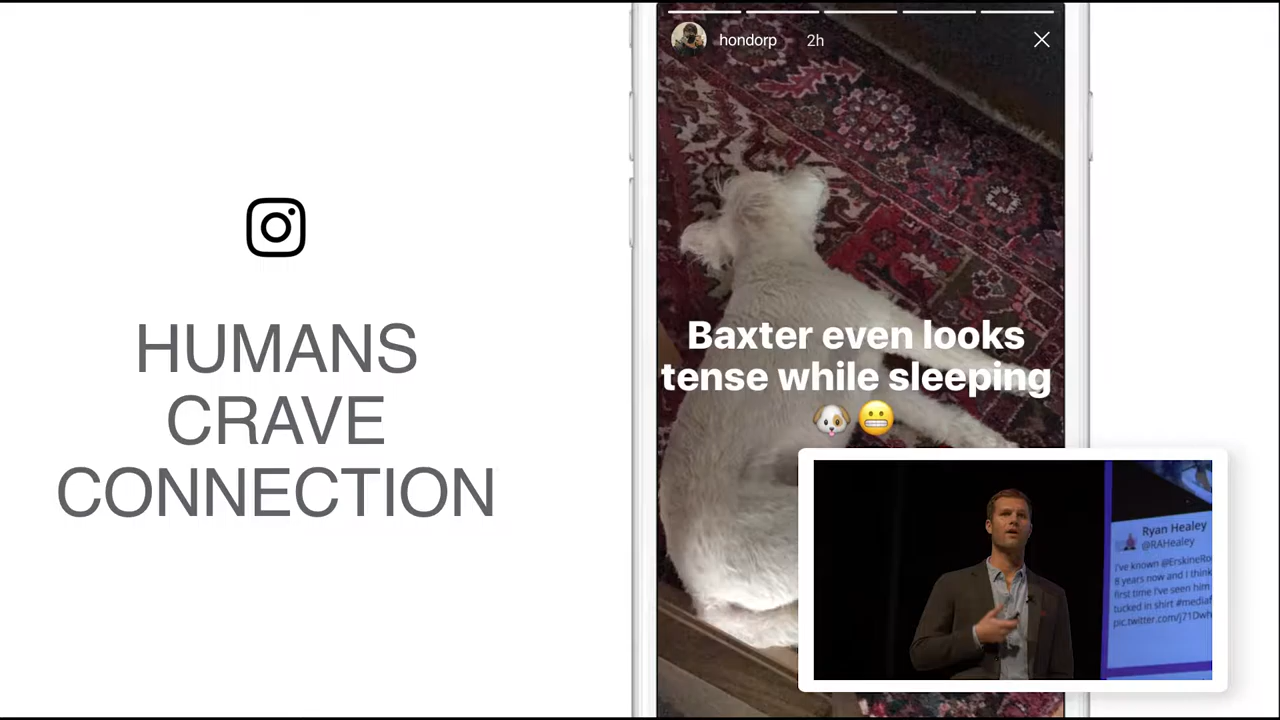 HUMANS
CRAVE
CONNECTION
hondorp 2h
Baxter even looks
tense while sleeping
Ryan Healey
@RAHealey
I've known @ErskineRo
8 years now and I think
first time I've seen him
tucked in shirt #mediaf
pic.twitter.com/j71Dwh